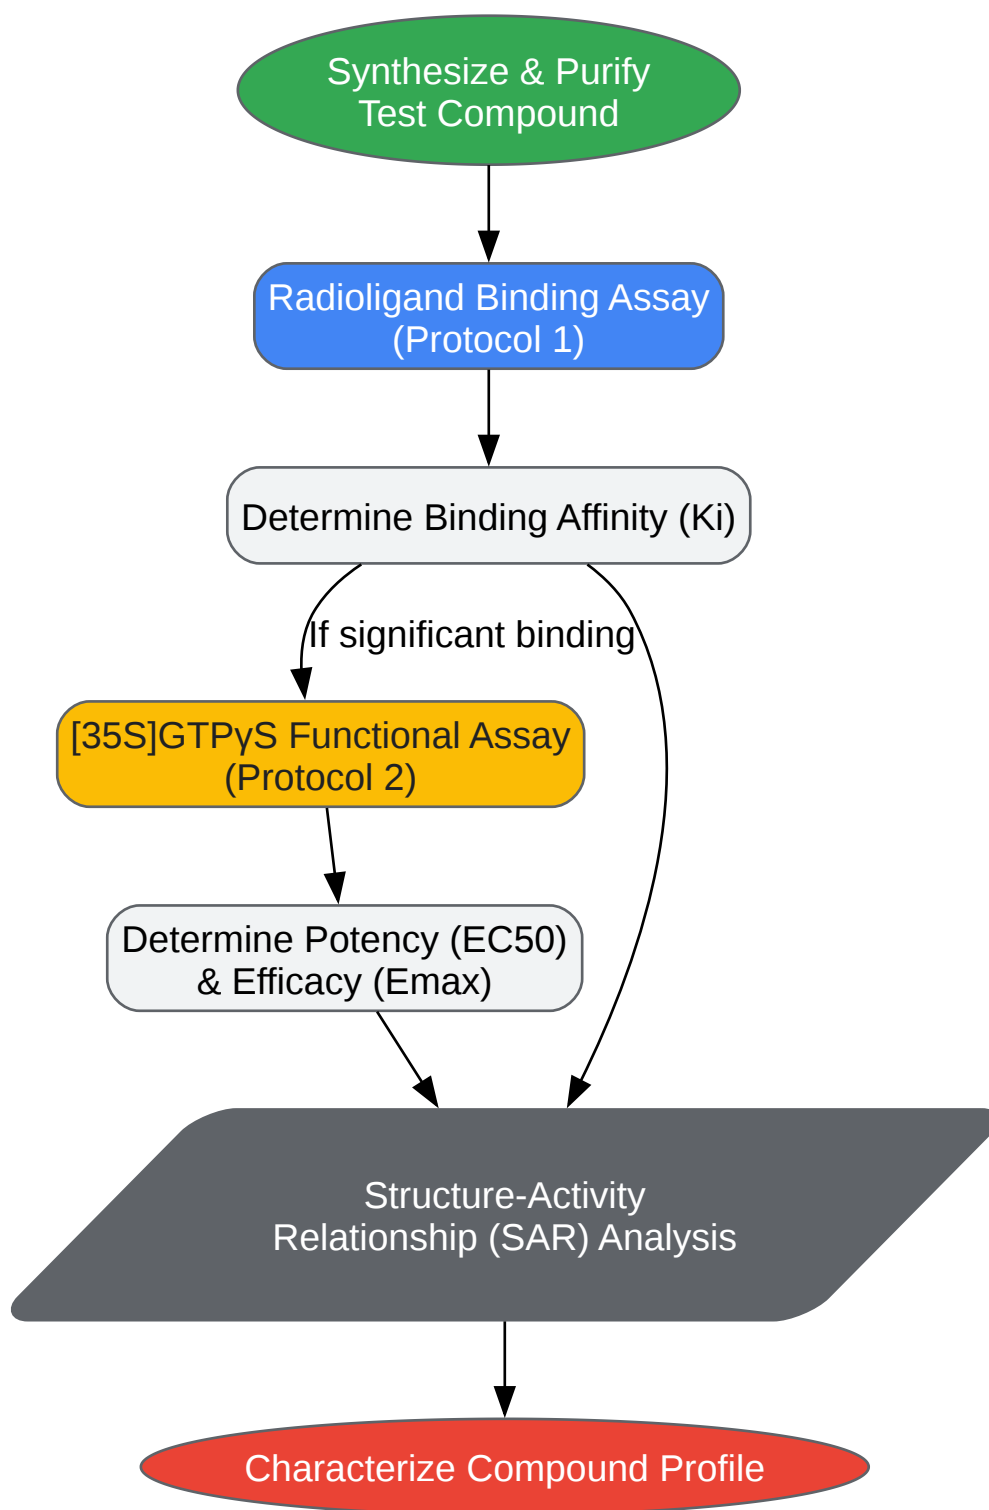 Synthesize & Purify
Test Compound
Radioligand Binding Assay
(Protocol 1)
Determine Binding Affinity (Ki)
If significant binding
[35S]GTPγS Functional Assay
(Protocol 2)
Determine Potency (EC50)
& Efficacy (Emax)
Structure-Activity
Relationship (SAR) Analysis
Characterize Compound Profile